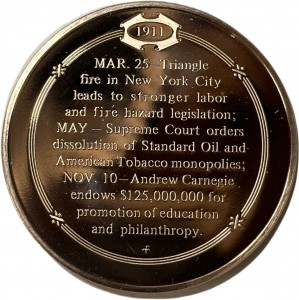 1911
MAR. 25 Triangle
fire in New York City
leads to stronger labor
and fire hazard legislation;
MAY — Supreme Court orders
dissolution of Standard Oil and
American Tobacco monopolies;
NOV. 10 — Andrew Carnegie
endows $125,000,000 for
promotion of education
and philanthropy.